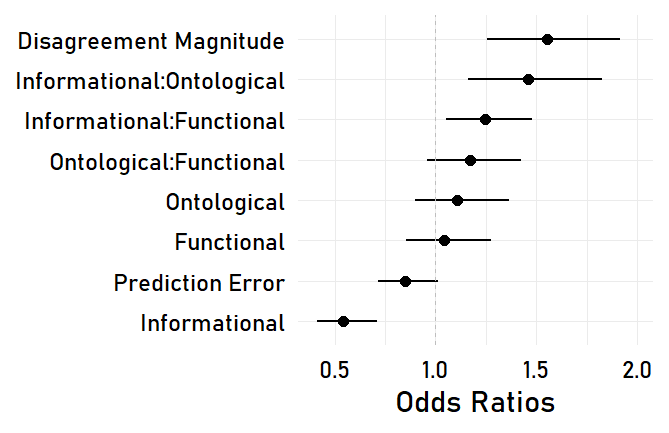 Disagreement Magnitude
Informational:Ontological
Informational:Functional
Ontological:Functional
Ontological
Functional
Prediction Error
Informational
0.5 1.0 1.5 2.0
Odds Ratios